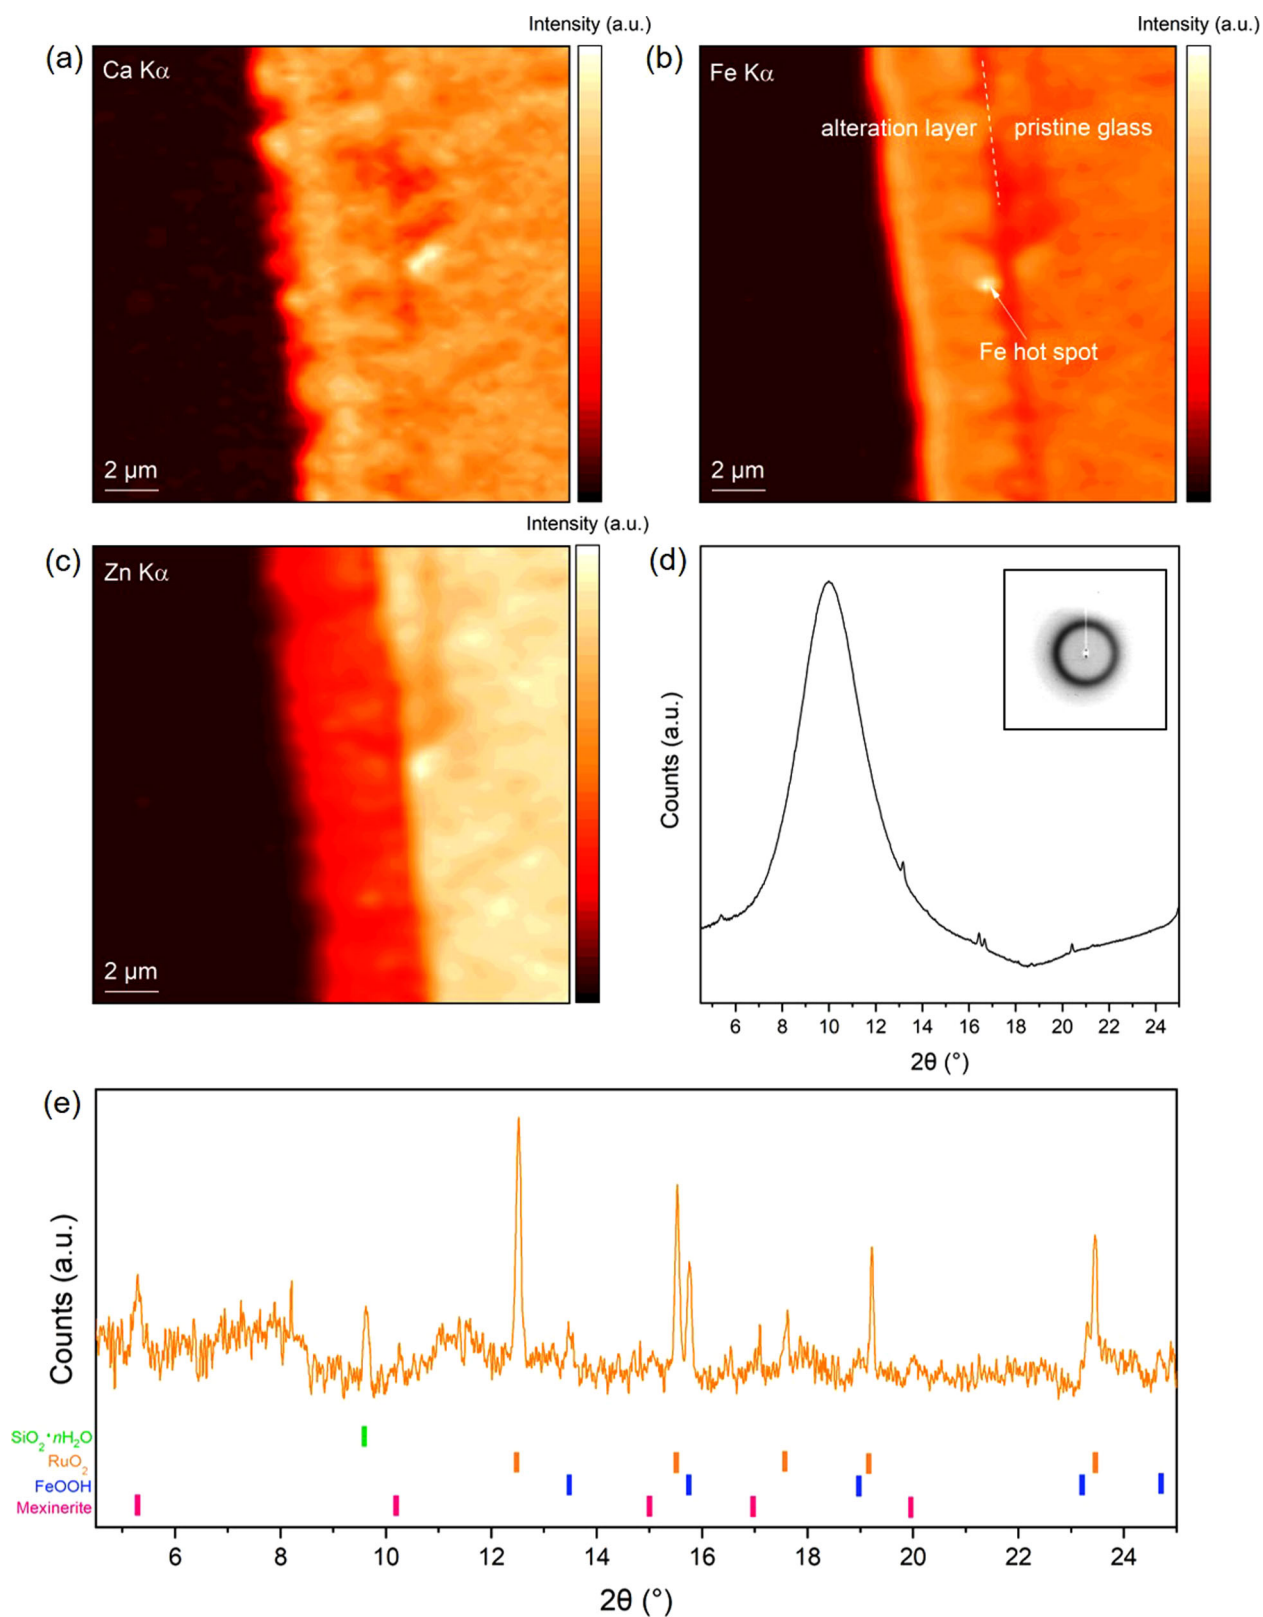 Intensity (a.u.)
Intensity (a.u.)
(a)
Ca Kα
2 µm
(b)
Fe Kα
alteration layer
pristine glass
Fe hot spot
2 µm
Intensity (a.u.)
(c)
Zn Kα
2 µm
(d)
Counts (a.u.)
6 8 10 12 14 16 18 20 22 24
2θ (°)
(e)
Counts (a.u.)
SiO2·nH2O
RuO2
FeOOH
Mexinerite
6 8 10 12 14 16 18 20 22 24
2θ (°)